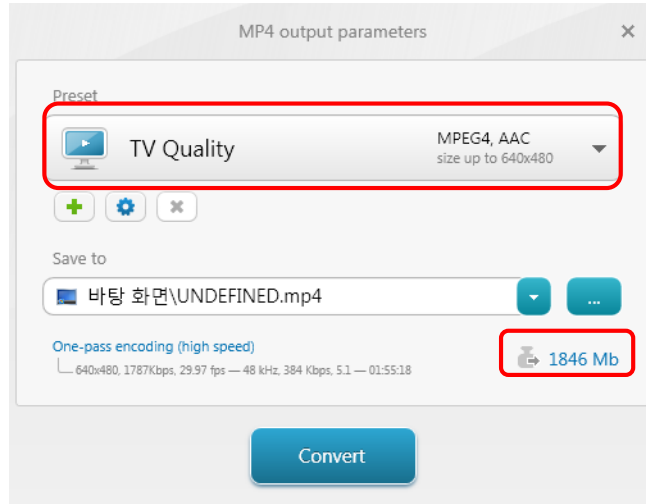 MP4 output parameters
Preset
TV Quality
MPEG4, AAC
size up to 640x480
Save to
바탕 화면\UNDEFINED.mp4
...
One-pass encoding (high speed)
640x480, 1787Kbps, 29.97 fps — 48 kHz, 384 Kbps, 5.1 — 01:55:18
1846 Mb
Convert